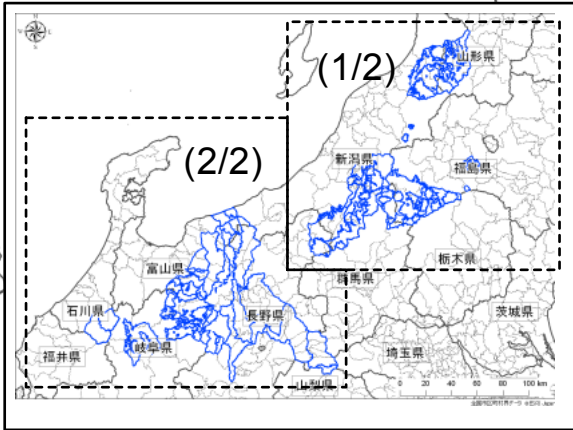 N
(1/2)
山形県
新潟県
福島県
(2/2)
栃木県
群馬県
富山県
茨城県
石川県
長野県
岐阜県
埼玉県
福井県
山梨県
0 20 40 60 80 100 km